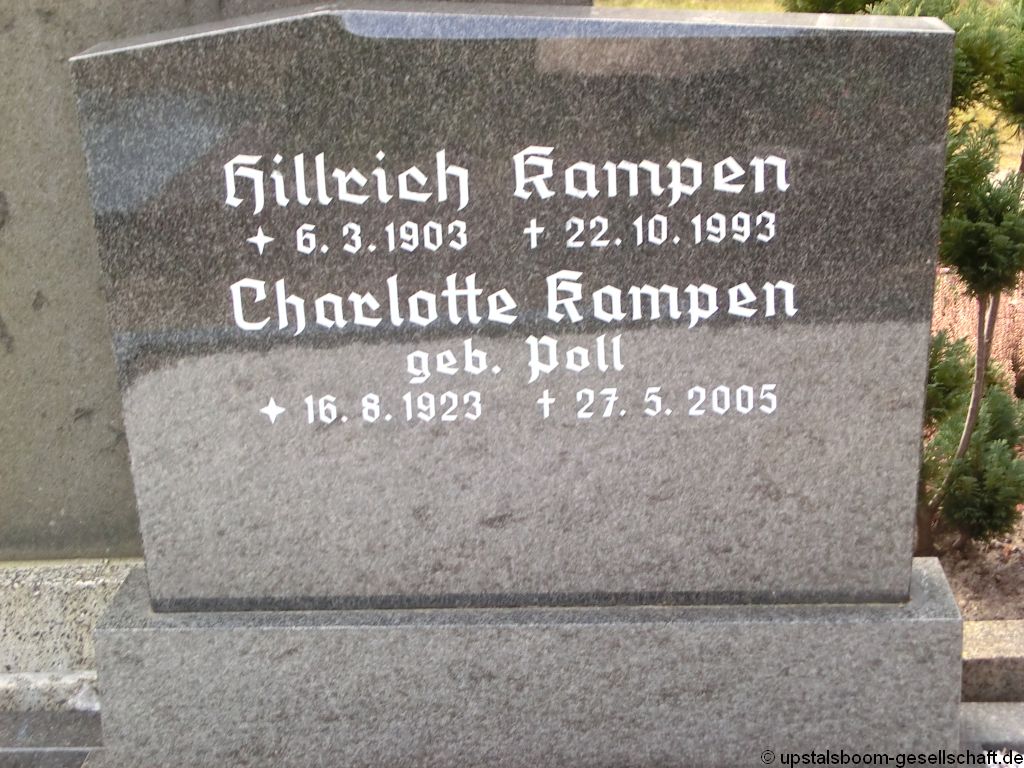 Hillrich Kampen
✦ 6.3.1903 † 22.10.1993
Charlotte Kampen
geb. Poll
✦ 16.8.1923 † 27.5.2005
© upstalsboom-gesellschaft.de